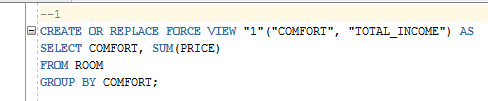 --1
CREATE OR REPLACE FORCE VIEW "1"("COMFORT", "TOTAL_INCOME") AS
SELECT COMFORT, SUM(PRICE)
FROM ROOM
GROUP BY COMFORT;